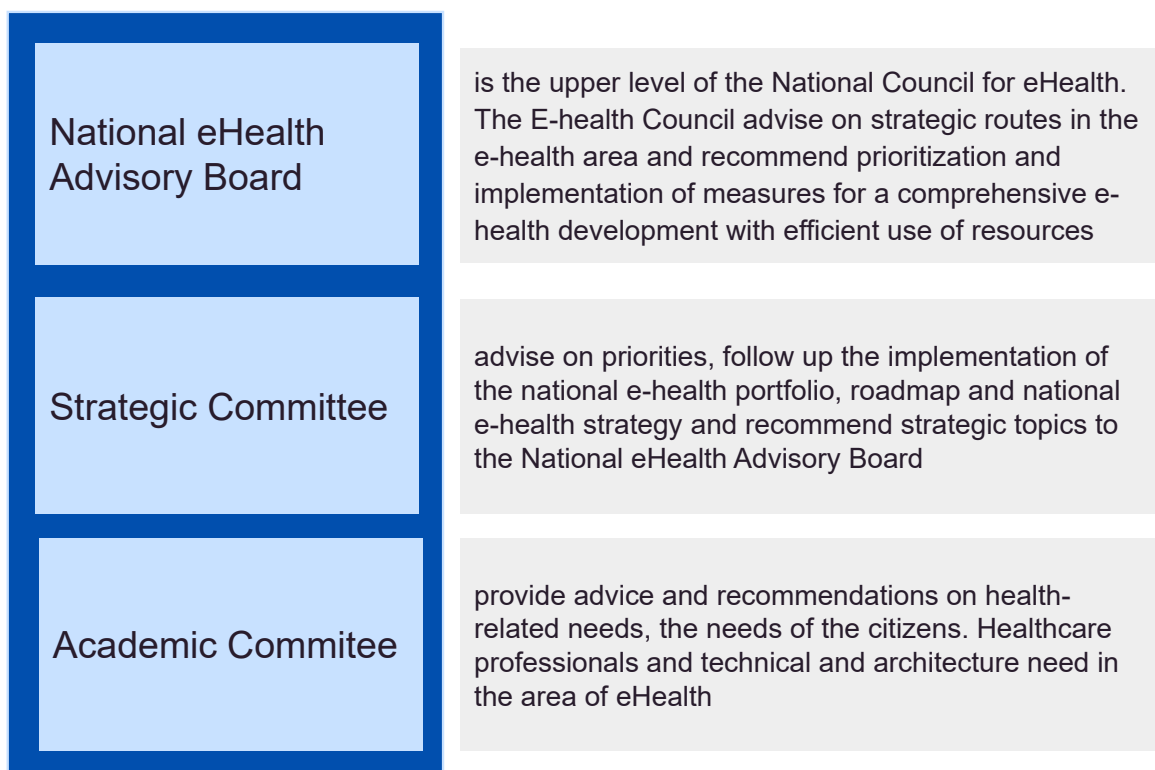 National eHealth
Advisory Board
is the upper level of the National Council for eHealth.
The E-health Council advise on strategic routes in the
e-health area and recommend prioritization and
implementation of measures for a comprehensive e-
health development with efficient use of resources
Strategic Committee
advise on priorities, follow up the implementation of
the national e-health portfolio, roadmap and national
e-health strategy and recommend strategic topics to
the National eHealth Advisory Board
Academic Commitee
provide advice and recommendations on health-
related needs, the needs of the citizens. Healthcare
professionals and technical and architecture need in
the area of eHealth